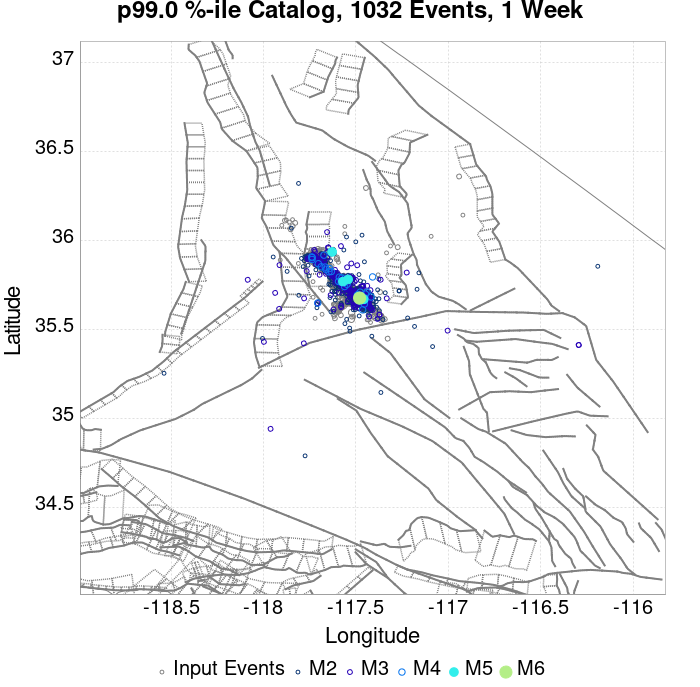 p99.0 %-ile Catalog, 1032 Events, 1 Week
37
36.5
36
35.5
35
34.5
Latitude
-118.5 -118 -117.5 -117 -116.5 -116
Longitude
Input Events M2 M3 M4 M5 M6